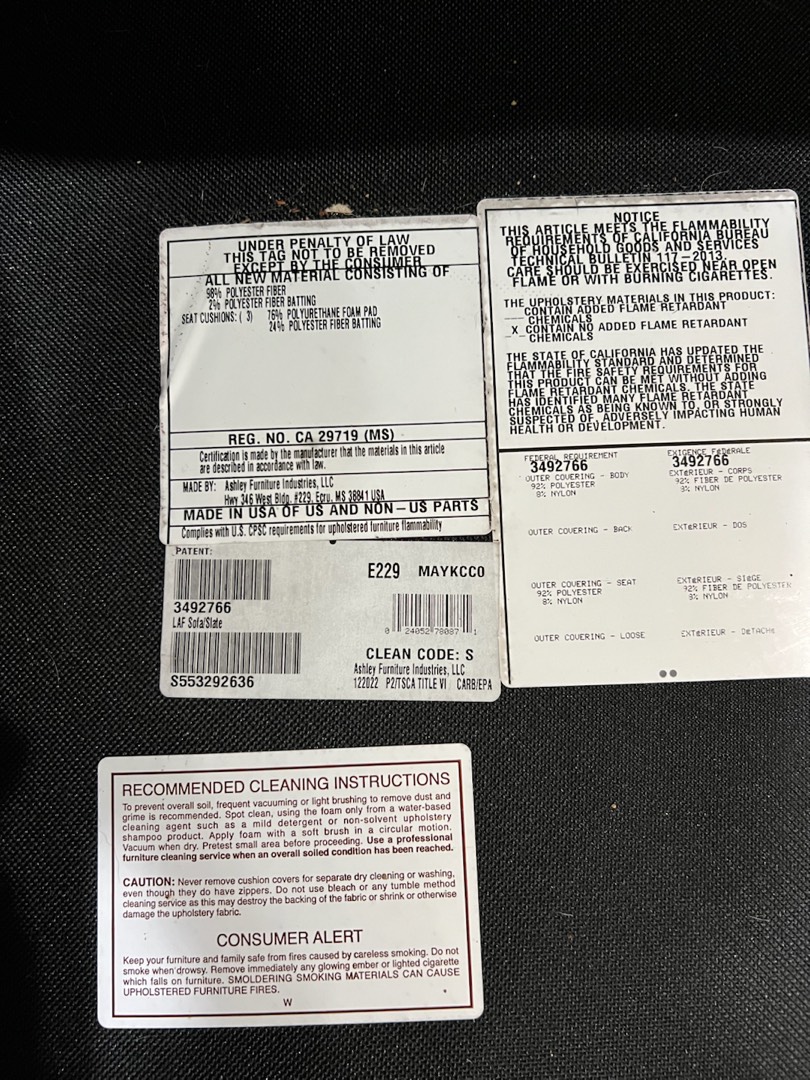 UNDER PENALTY OF LAW
THIS TAG NOT TO BE REMOVED
EXCEPT BY THE CONSUMER
ALL NEW MATERIAL CONSISTING OF
98% POLYESTER FIBER
2% POLYESTER FIBER BATTING
SEAT CUSHIONS: ( 3) 76% POLYURETHANE FOAM PAD
24% POLYESTER FIBER BATTING
REG. NO. CA 29719 (MS)
Certification is made by the manufacturer that the materials in this article
are described in accordance with law.
MADE BY: Ashley Furniture Industries, LLC
Hwy 346 West Bldg. #229, Ecru, MS 38841 USA
MADE IN USA OF US AND NON-US PARTS
Complies with U.S. CPSC requirements for upholstered furniture flammability
PATENT:
E229 MAYKCCO
3492766
LAF Sofa/Slate
0 24052 78087 1
CLEAN CODE: S
Ashley Furniture Industries, LLC
S553292636
122022 P2/TSCA TITLE VI CARB/EPA
NOTICE
THIS ARTICLE MEETS THE FLAMMABILITY
REQUIREMENTS OF CALIFORNIA BUREAU
OF HOUSEHOLD GOODS AND SERVICES
TECHNICAL BULLETIN 117-2013.
CARE SHOULD BE EXERCISED NEAR OPEN
FLAME OR WITH BURNING CIGARETTES.
THE UPHOLSTERY MATERIALS IN THIS PRODUCT:
___CONTAIN ADDED FLAME RETARDANT
CHEMICALS
_X_CONTAIN NO ADDED FLAME RETARDANT
CHEMICALS
THE STATE OF CALIFORNIA HAS UPDATED THE
FLAMMABILITY STANDARD AND DETERMINED
THAT THE FIRE SAFETY REQUIREMENTS FOR
THIS PRODUCT CAN BE MET WITHOUT ADDING
FLAME RETARDANT CHEMICALS. THE STATE
HAS IDENTIFIED MANY FLAME RETARDANT
CHEMICALS AS BEING KNOWN TO, OR STRONGLY
SUSPECTED OF, ADVERSELY IMPACTING HUMAN
HEALTH OR DEVELOPMENT.
FEDERAL REQUIREMENT EXIGENCE FéDéRALE
3492766 3492766
OUTER COVERING - BODY EXTéRIEUR - CORPS
92% POLYESTER 92% FIBER DE POLYESTER
8% NYLON 8% NYLON
OUTER COVERING - BACK EXTéRIEUR - DOS
OUTER COVERING - SEAT EXTéRIEUR - SIèGE
92% POLYESTER 92% FIBER DE POLYESTER
8% NYLON 8% NYLON
OUTER COVERING - LOOSE EXTéRIEUR - DéTACHé
RECOMMENDED CLEANING INSTRUCTIONS
To prevent overall soil, frequent vacuuming or light brushing to remove dust and
grime is recommended. Spot clean, using the foam only from a water-based
cleaning agent such as a mild detergent or non-solvent upholstery
shampoo product. Apply foam with a soft brush in a circular motion.
Vacuum when dry. Pretest small area before proceeding. Use a professional
furniture cleaning service when an overall soiled condition has been reached.
CAUTION: Never remove cushion covers for separate dry cleaning or washing,
even though they do have zippers. Do not use bleach or any tumble method
cleaning service as this may destroy the backing of the fabric or shrink or otherwise
damage the upholstery fabric.
CONSUMER ALERT
Keep your furniture and family safe from fires caused by careless smoking. Do not
smoke when drowsy. Remove immediately any glowing ember or lighted cigarette
which falls on furniture. SMOLDERING SMOKING MATERIALS CAN CAUSE
UPHOLSTERED FURNITURE FIRES.
W